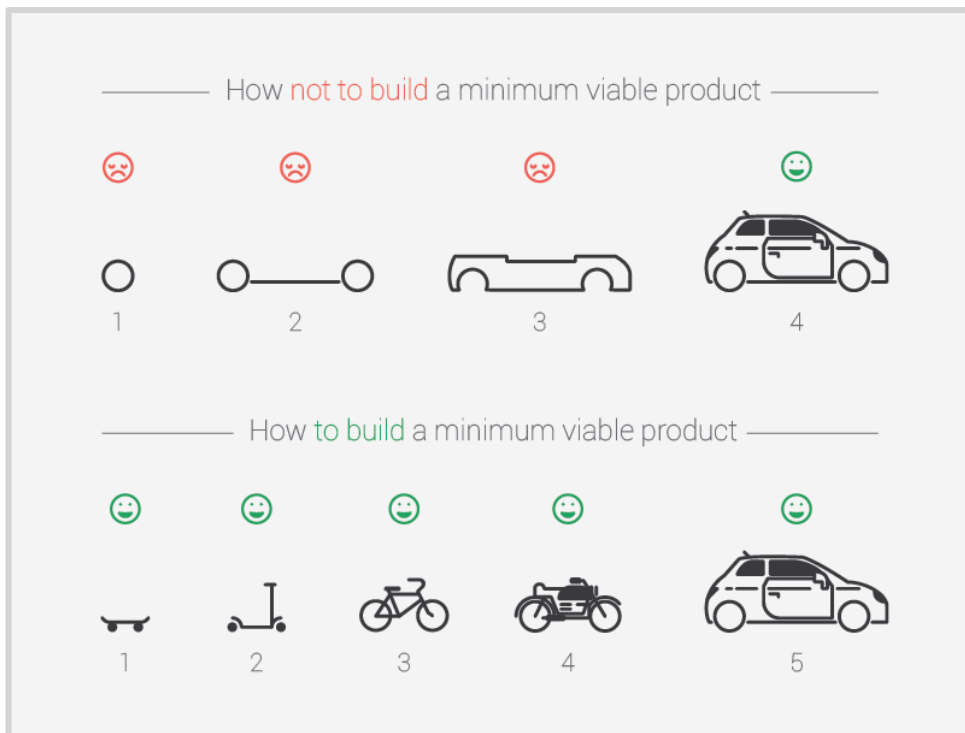 How not to build a minimum viable product
1 2 3 4
How to build a minimum viable product
1 2 3 4 5